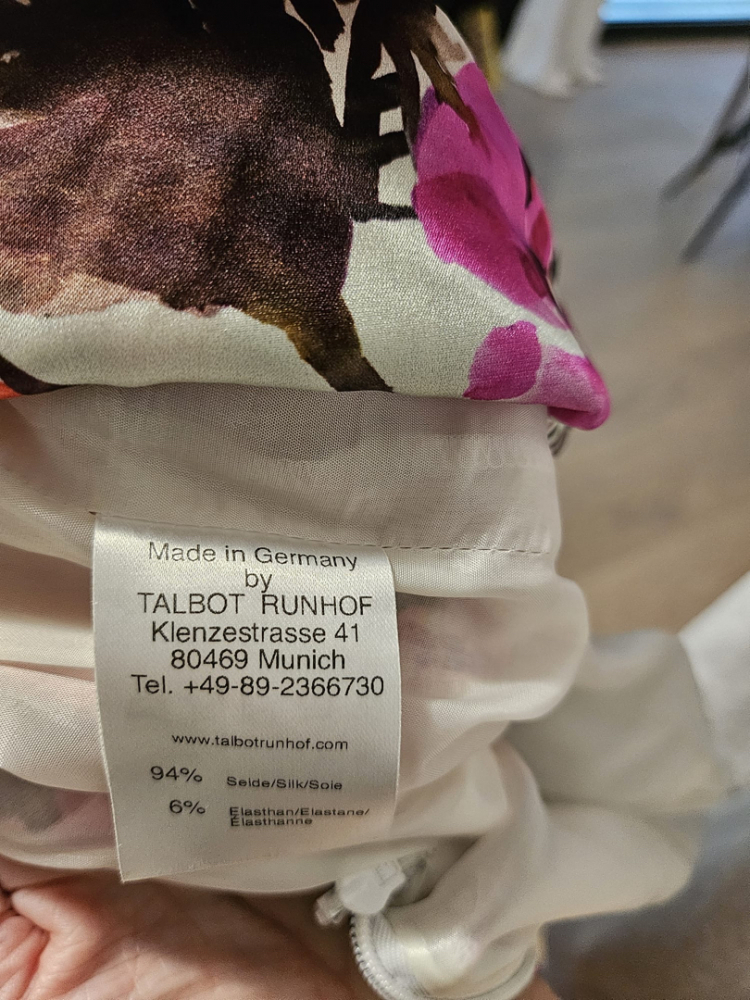 Made in Germany
by
TALBOT RUNHOF
Klenzestrasse 41
80469 Munich
Tel. +49-89-2366730
www.talbotrunhof.com
94% Seide/Silk/Soie
6% Elasthan/Elastane/
Elasthanne